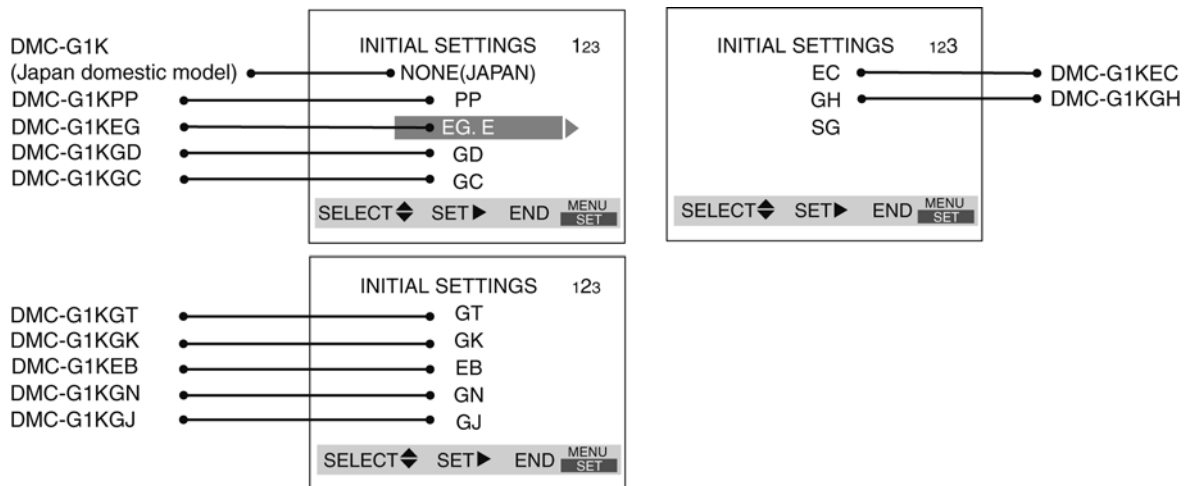 INITIAL SETTINGS 123
DMC-G1K
(Japan domestic model) NONE(JAPAN)
DMC-G1KPP PP
DMC-G1KEG EG. E
DMC-G1KGD GD
DMC-G1KGC GC
SELECT SET END MENU
SET
INITIAL SETTINGS 123
EC DMC-G1KEC
GH DMC-G1KGH
SG
SELECT SET END MENU
SET
INITIAL SETTINGS 123
DMC-G1KGT GT
DMC-G1KGK GK
DMC-G1KEB EB
DMC-G1KGN GN
DMC-G1KGJ GJ
SELECT SET END MENU
SET